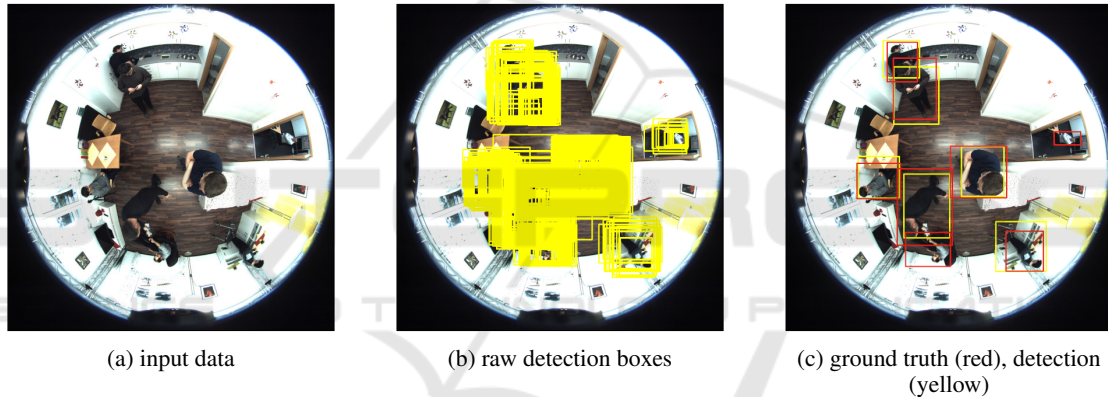 (a) input data
(b) raw detection boxes
(c) ground truth (red), detection
(yellow)